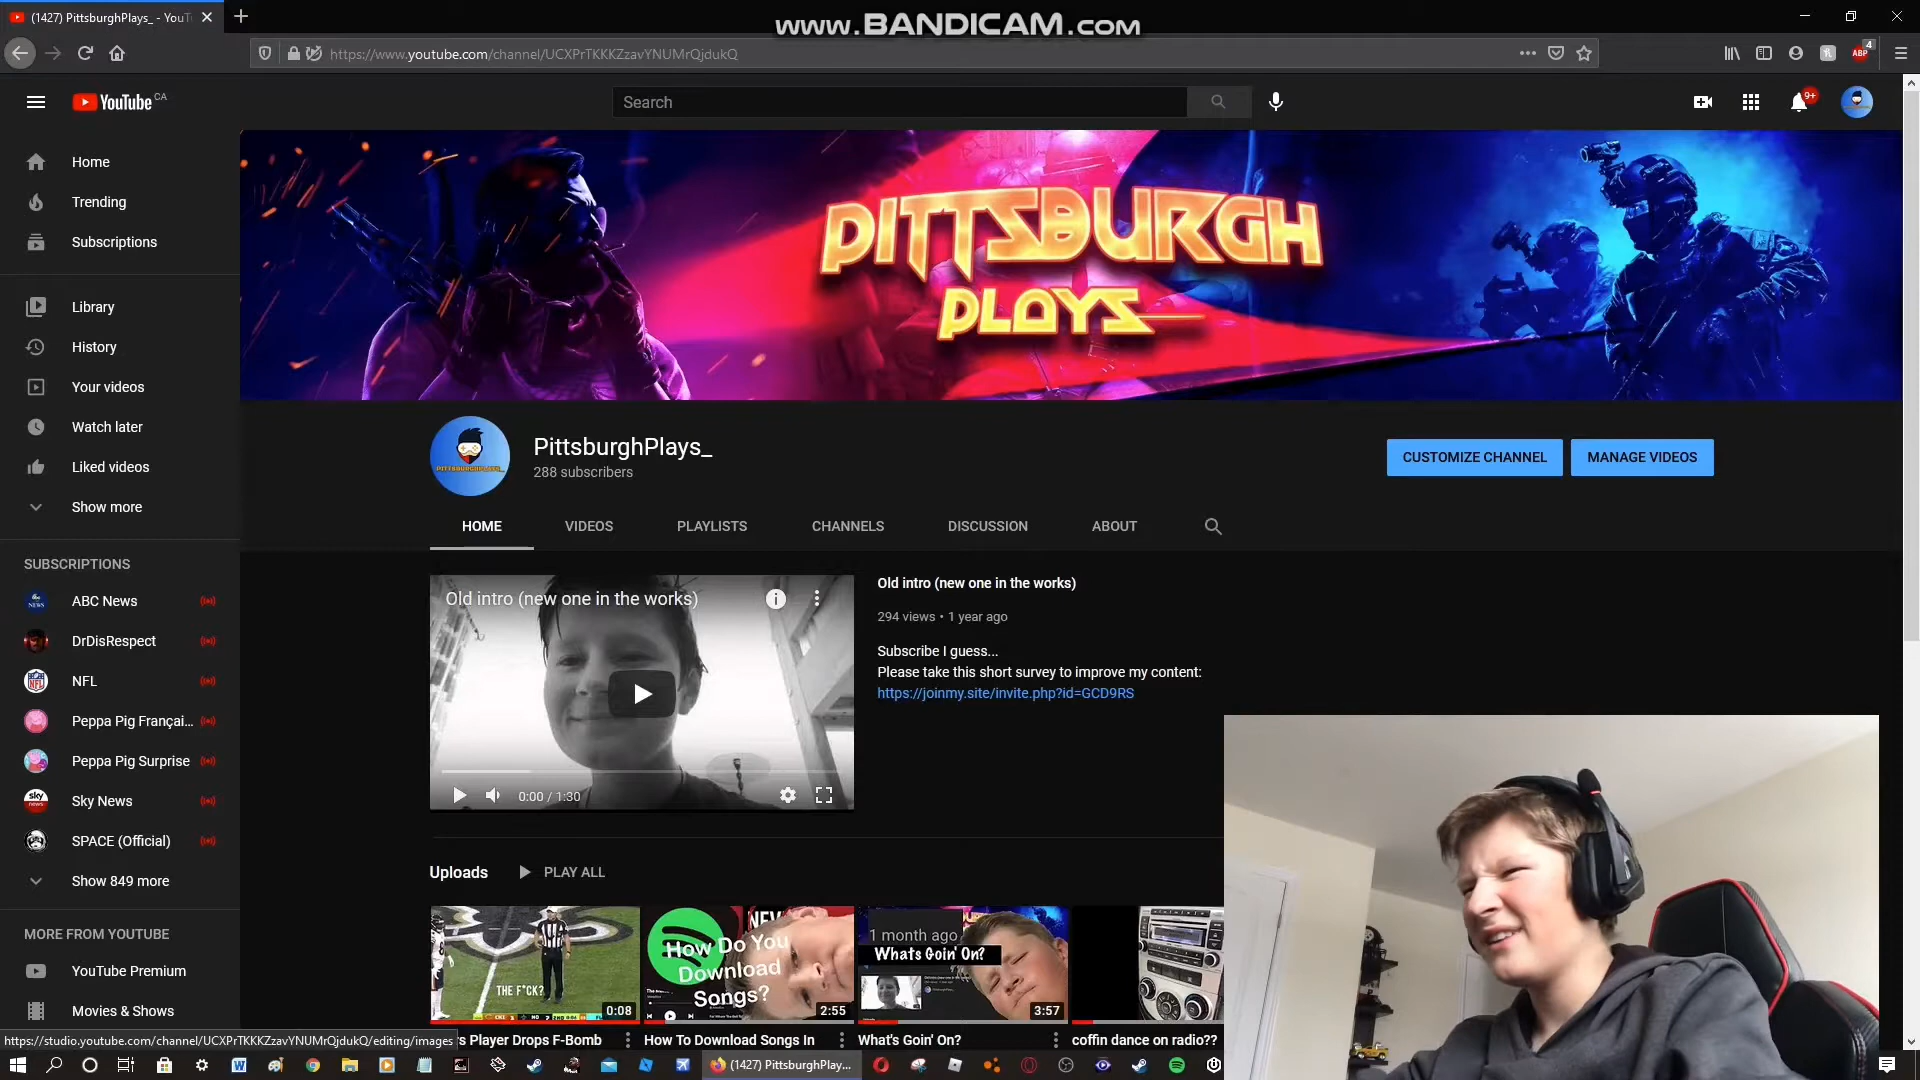 (1427) PittsburghPlays_ - YouT
www.BANDICAM.com
https://www.youtube.com/channel/UCXPrTKKKZzavYNUMrQjdukQ
ABP
4
YouTube CA
Search
9+
Home
Trending
Subscriptions
Library
History
Your videos
Watch later
Liked videos
Show more
SUBSCRIPTIONS
ABC News
DrDisRespect
NFL
Peppa Pig Françai...
Peppa Pig Surprise
Sky News
SPACE (Official)
Show 849 more
MORE FROM YOUTUBE
YouTube Premium
Movies & Shows
PITTSBURGH
PLAYS
PITTSBURGHPLAYS_
PittsburghPlays_
288 subscribers
CUSTOMIZE CHANNEL
MANAGE VIDEOS
HOME
VIDEOS
PLAYLISTS
CHANNELS
DISCUSSION
ABOUT
Old intro (new one in the works)
0:00 / 1:30
Old intro (new one in the works)
294 views • 1 year ago
Subscribe I guess...
Please take this short survey to improve my content:
https://joinmy.site/invite.php?id=GCD9RS
Uploads
PLAY ALL
THE F*CK?
0:08
How Do You
Download
Songs?
2:55
1 month ago
Whats Goin' On?
3:57
s Player Drops F-Bomb
How To Download Songs In
What's Goin' On?
coffin dance on radio??
https://studio.youtube.com/channel/UCXPrTKKKZzavYNUMrQjdukQ/editing/images
(1427) PittsburghPlay...